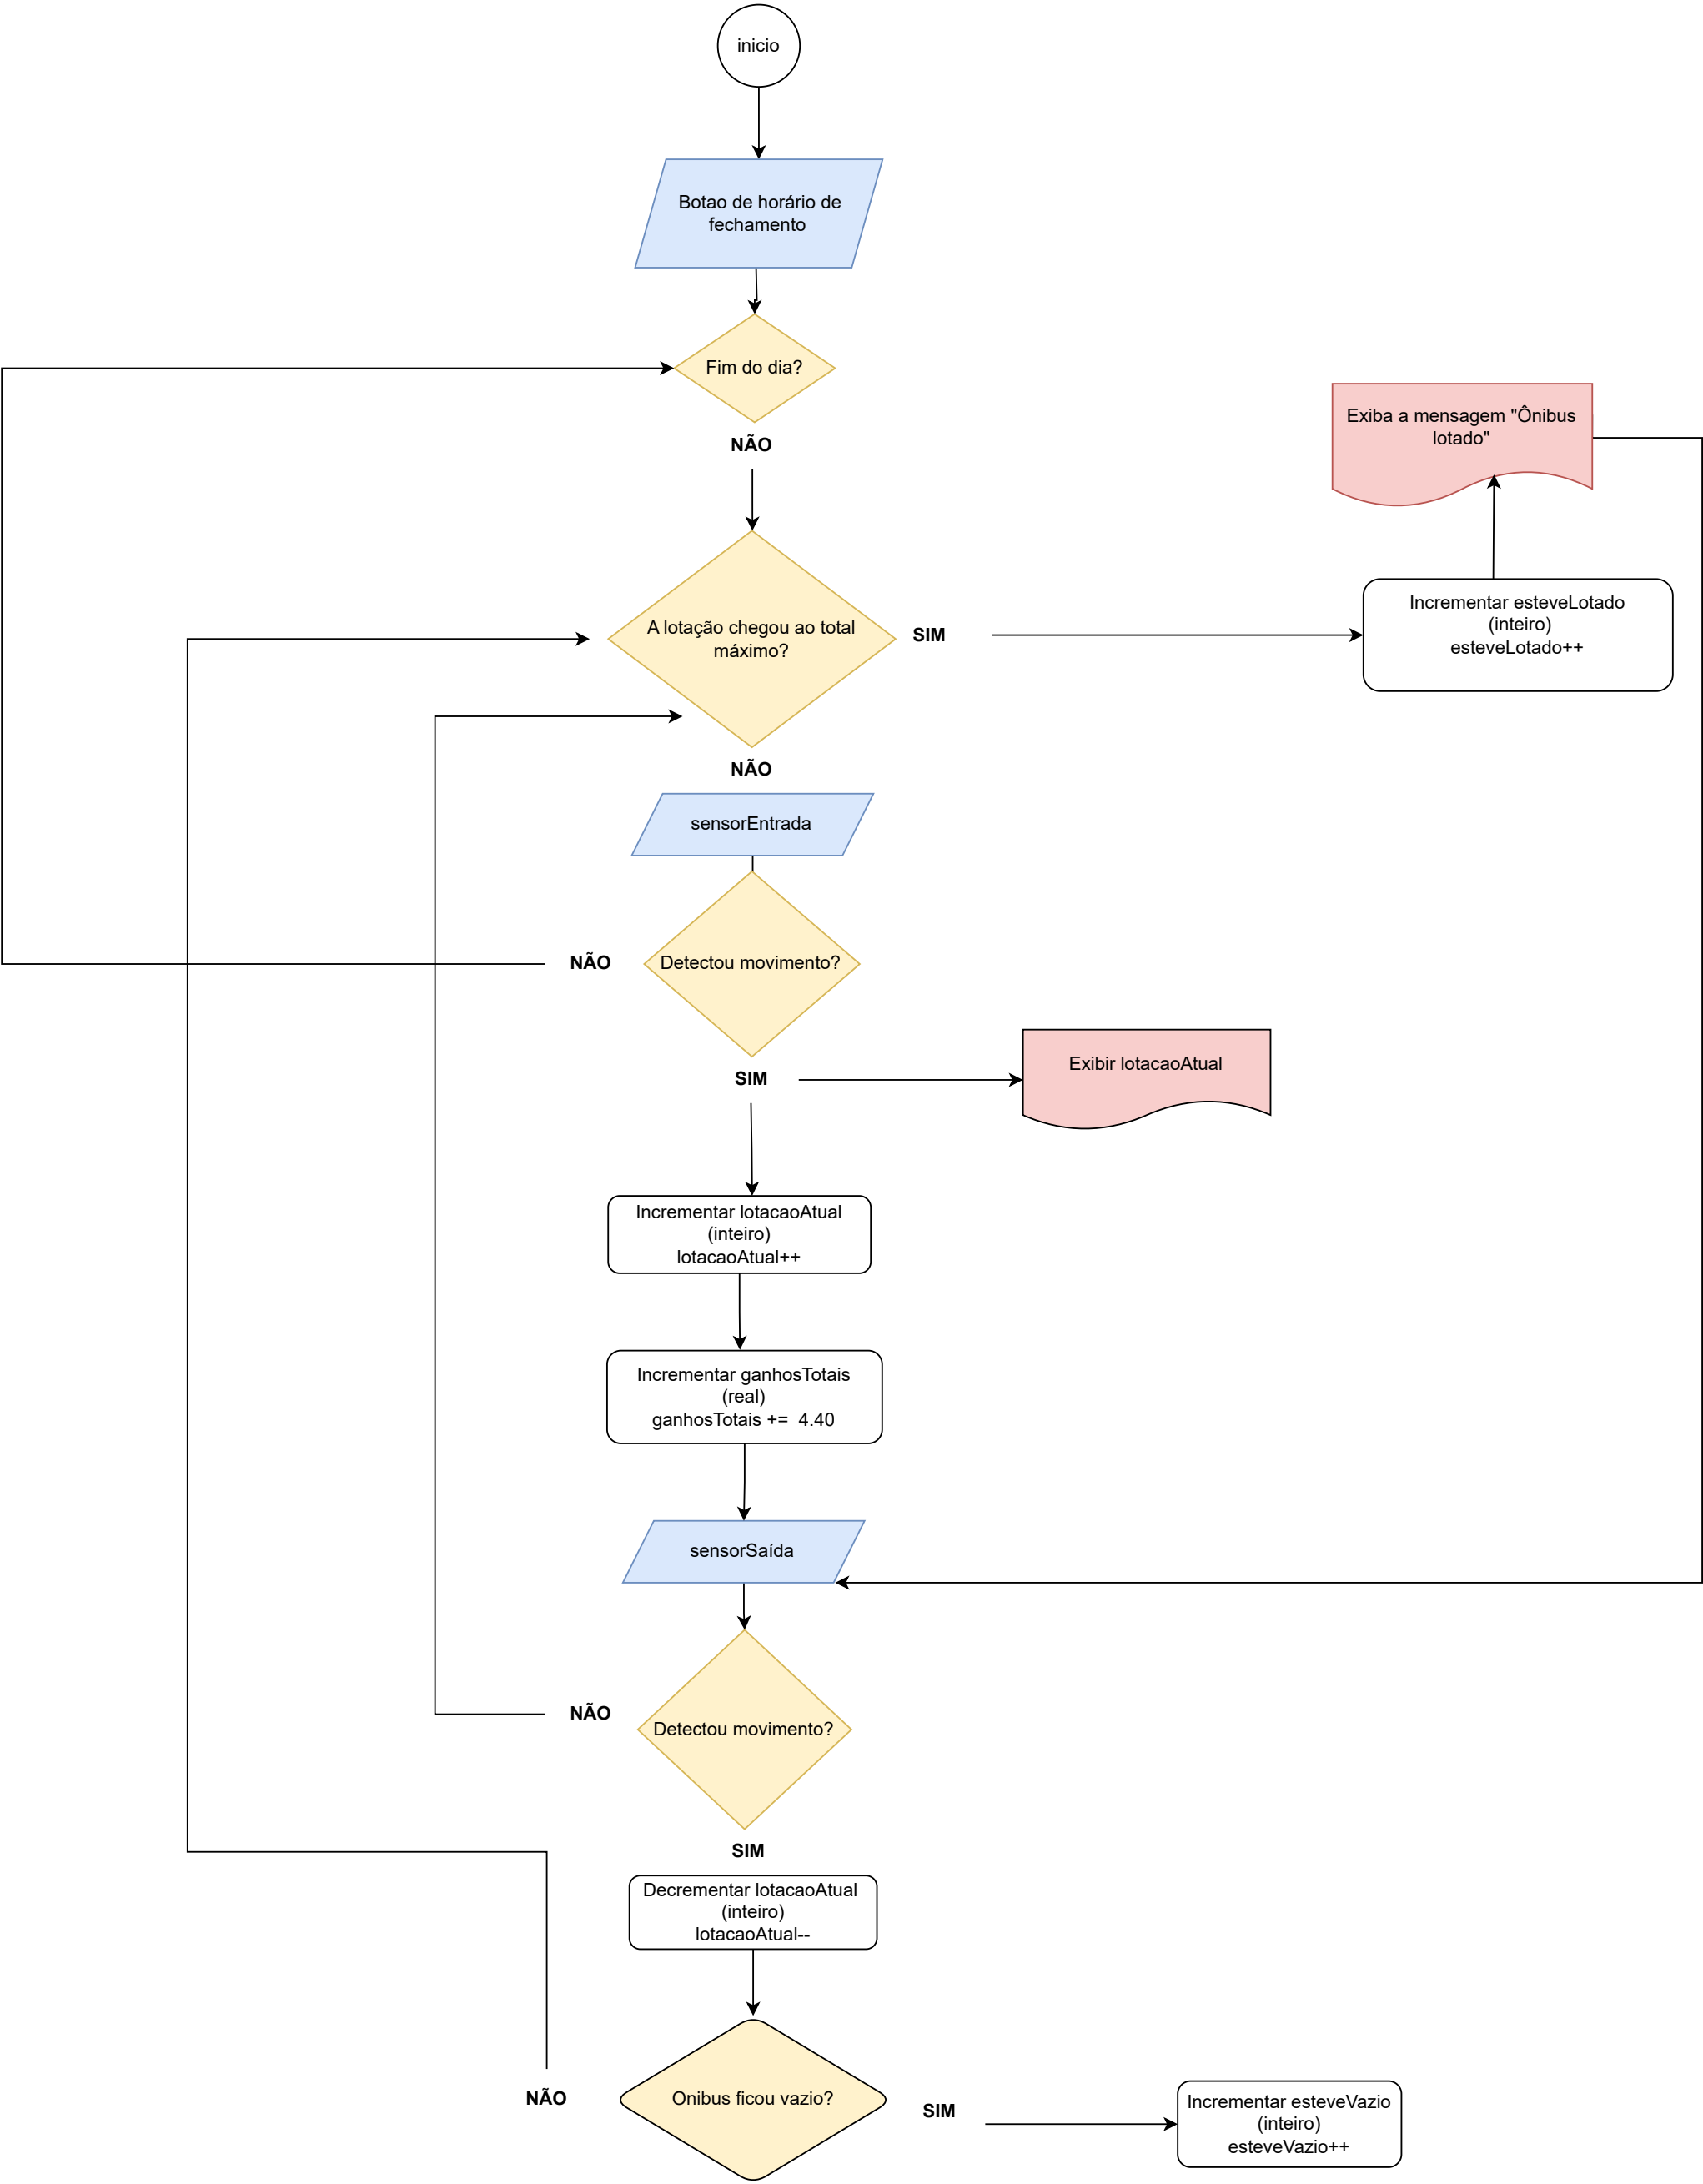 inicio
Botao de horário de
fechamento
Fim do dia?
NÃO
Exiba a mensagem "Ônibus
lotado"
A lotação chegou ao total
máximo?
SIM
Incrementar esteveLotado
(inteiro)
esteveLotado++
NÃO
sensorEntrada
NÃO
Detectou movimento?
SIM
Exibir lotacaoAtual
Incrementar lotacaoAtual
(inteiro)
lotacaoAtual++
Incrementar ganhosTotais
(real)
ganhosTotais += 4.40
sensorSaída
NÃO
Detectou movimento?
SIM
Decrementar lotacaoAtual
(inteiro)
lotacaoAtual--
NÃO
Onibus ficou vazio?
SIM
Incrementar esteveVazio
(inteiro)
esteveVazio++